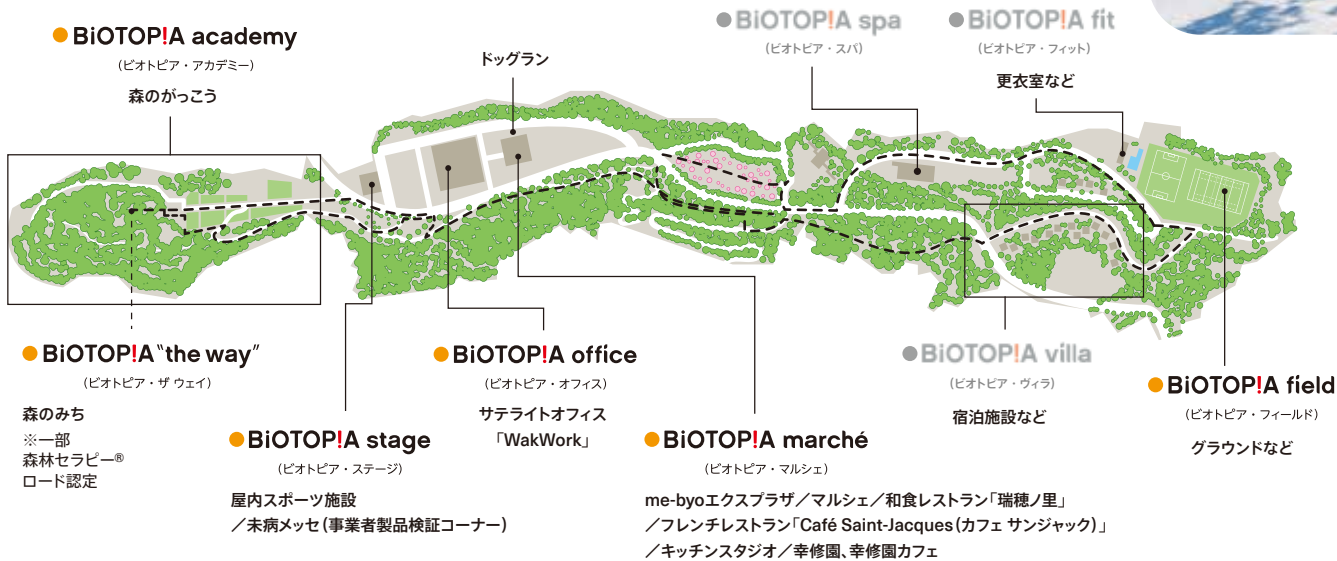 BiOTOP!A academy
(ビオトピア・アカデミー)
森のがっこう
ドッグラン
BiOTOP!A spa
(ビオトピア・スパ)
BiOTOP!A fit
(ビオトピア・フィット)
更衣室など
BiOTOP!A “the way”
(ビオトピア・ザ ウェイ)
森のみち
※一部
森林セラピー®
ロード認定
BiOTOP!A stage
(ビオトピア・ステージ)
屋内スポーツ施設
／未病メッセ(事業者製品検証コーナー)
BiOTOP!A office
(ビオトピア・オフィス)
サテライトオフィス
「WakWork」
BiOTOP!A marché
(ビオトピア・マルシェ)
me-byoエクスプラザ／マルシェ／和食レストラン「瑞穂ノ里」
／フレンチレストラン「Café Saint-Jacques(カフェ サンジャック)」
／キッチンスタジオ／幸修園、幸修園カフェ
BiOTOP!A villa
(ビオトピア・ヴィラ)
宿泊施設など
BiOTOP!A field
(ビオトピア・フィールド)
グラウンドなど